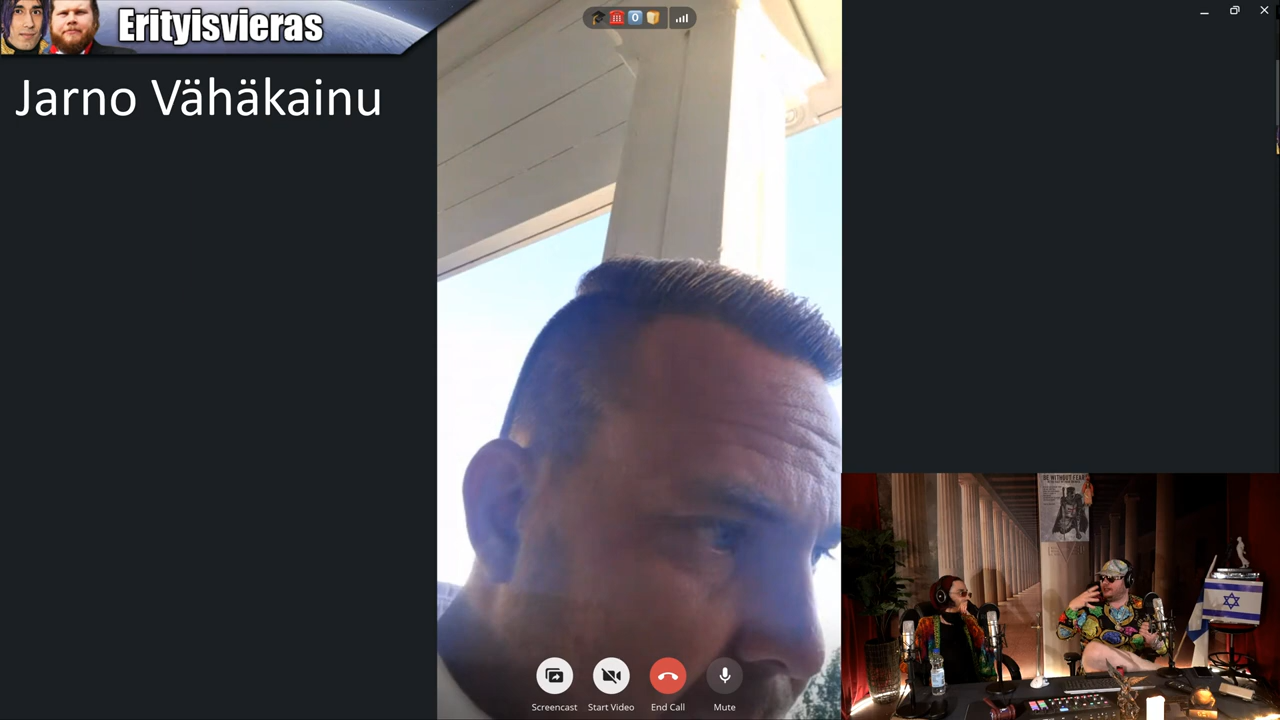 Erityisvieras
Jarno Vähäkainu
BE WITHOUT FEAR
Screencast
Start Video
End Call
Mute